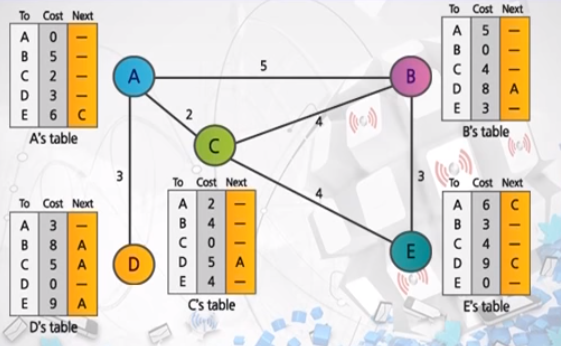 To Cost Next
A 0 —
B 5 —
C 2 —
D 3 —
E 6 C
A's table
To Cost Next
A 5 —
B 0 —
C 4 —
D 8 A
E 3 —
B's table
A
5
B
2
4
C
3
4
3
D
E
To Cost Next
A 3 —
B 8 A
C 5 A
D 0 —
E 9 A
D's table
To Cost Next
A 2 —
B 4 —
C 0 —
D 5 A
E 4 —
C's table
To Cost Next
A 6 C
B 3 —
C 4 —
D 9 C
E 0 —
E's table